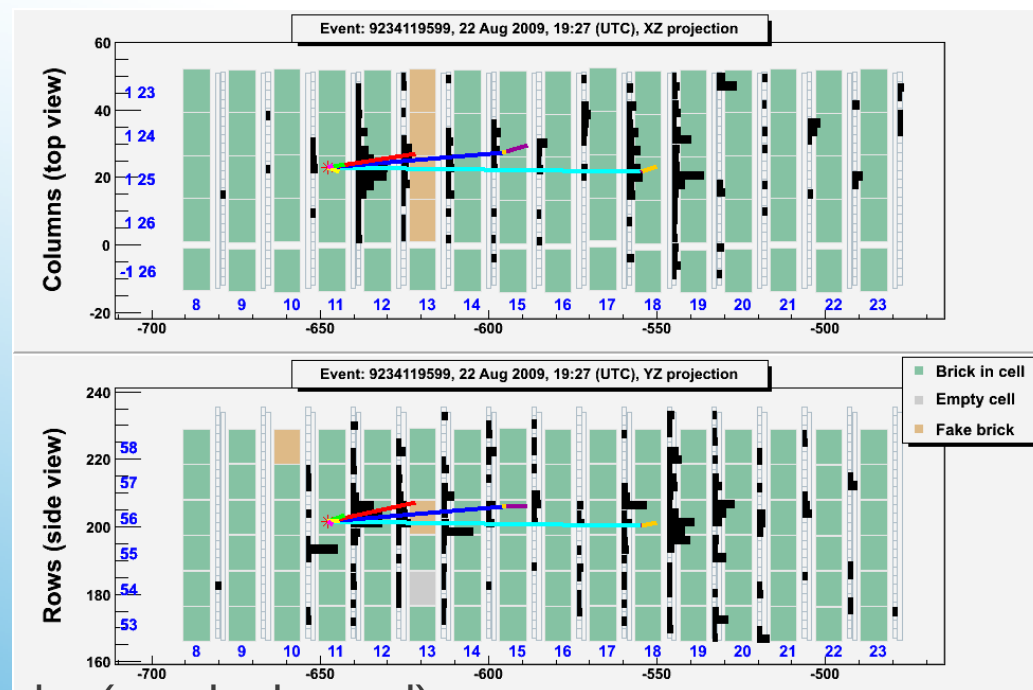 Event: 9234119599, 22 Aug 2009, 19:27 (UTC), XZ projection
Columns (top view)
60
40
20
0
-20
1 23
1 24
1 25
1 26
-1 26
8 9 10 11 12 13 14 15 16 17 18 19 20 21 22 23
-700 -650 -600 -550 -500
Event: 9234119599, 22 Aug 2009, 19:27 (UTC), YZ projection
Brick in cell
Empty cell
Fake brick
Rows (side view)
240
220
200
180
160
58
57
56
55
54
53
8 9 10 11 12 13 14 15 16 17 18 19 20 21 22 23
-700 -650 -600 -550 -500